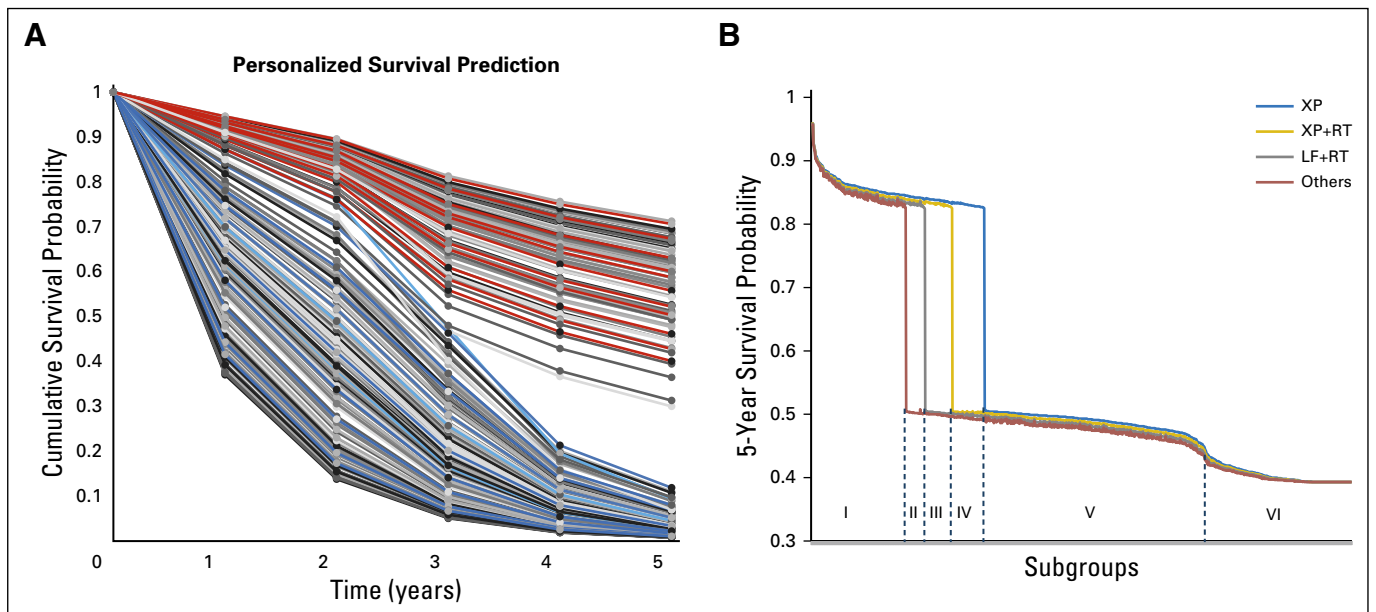 A
Personalized Survival Prediction
Cumulative Survival Probability
1
0.9
0.8
0.7
0.6
0.5
0.4
0.3
0.2
0.1
0 1 2 3 4 5
Time (years)
B
5-Year Survival Probability
1
0.9
0.8
0.7
0.6
0.5
0.4
0.3
XP
XP+RT
LF+RT
Others
I II III IV V VI
Subgroups